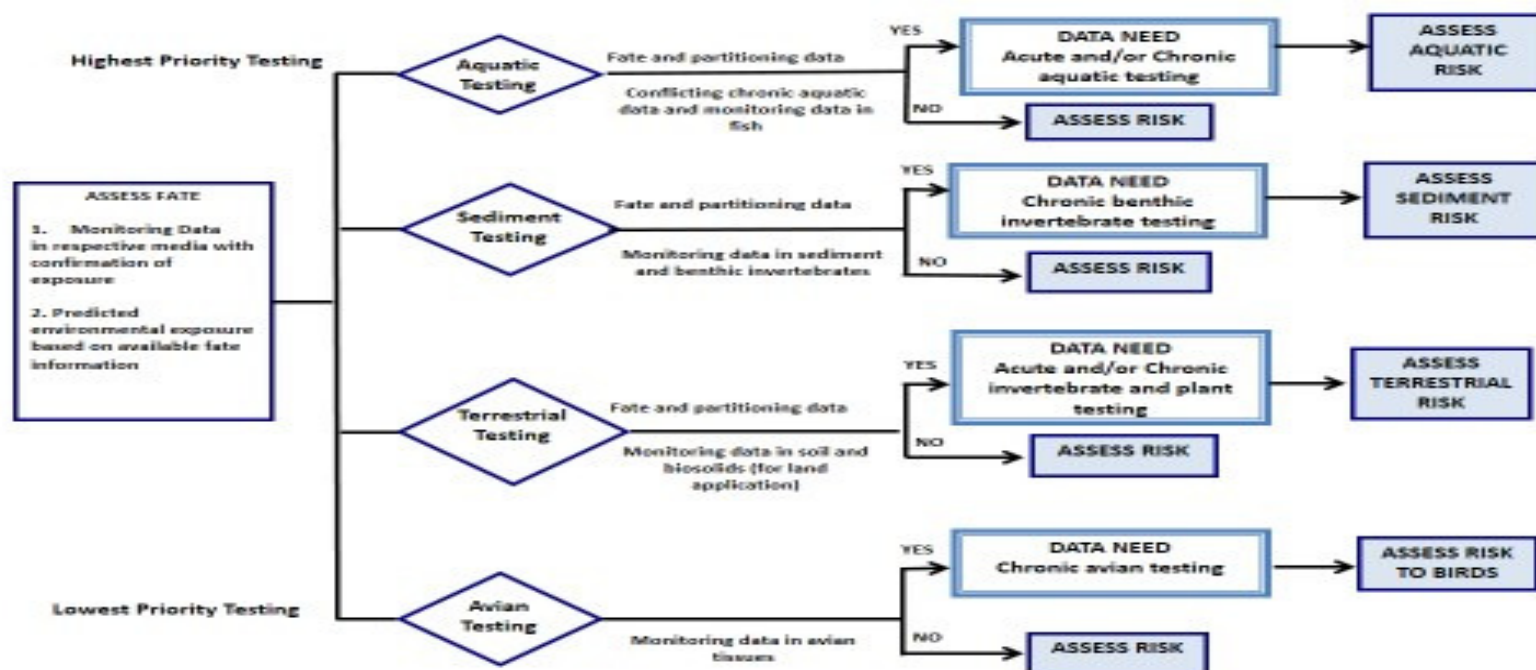 Highest Priority Testing
Aquatic
Testing
Fate and partitioning data
Conflicting chronic aquatic
data and monitoring data in
fish
YES
DATA NEED
Acute and/or Chronic
aquatic testing
ASSESS
AQUATIC
RISK
NO
ASSESS RISK
ASSESS FATE
1. Monitoring Data
in respective media with
confirmation of
exposure
2. Predicted
environmental exposure
based on available fate
information
Sediment
Testing
Fate and partitioning data
Monitoring data in sediment
and benthic invertebrates
YES
DATA NEED
Chronic benthic
invertebrate testing
ASSESS
SEDIMENT
RISK
NO
ASSESS RISK
Terrestrial
Testing
Fate and partitioning data
Monitoring data in soil and
biosolids (for land
application)
YES
DATA NEED
Acute and/or Chronic
invertebrate and plant
testing
ASSESS
TERRESTRIAL
RISK
NO
ASSESS RISK
Lowest Priority Testing
Avian
Testing
Monitoring data in avian
tissues
YES
DATA NEED
Chronic avian testing
ASSESS RISK
TO BIRDS
NO
ASSESS RISK